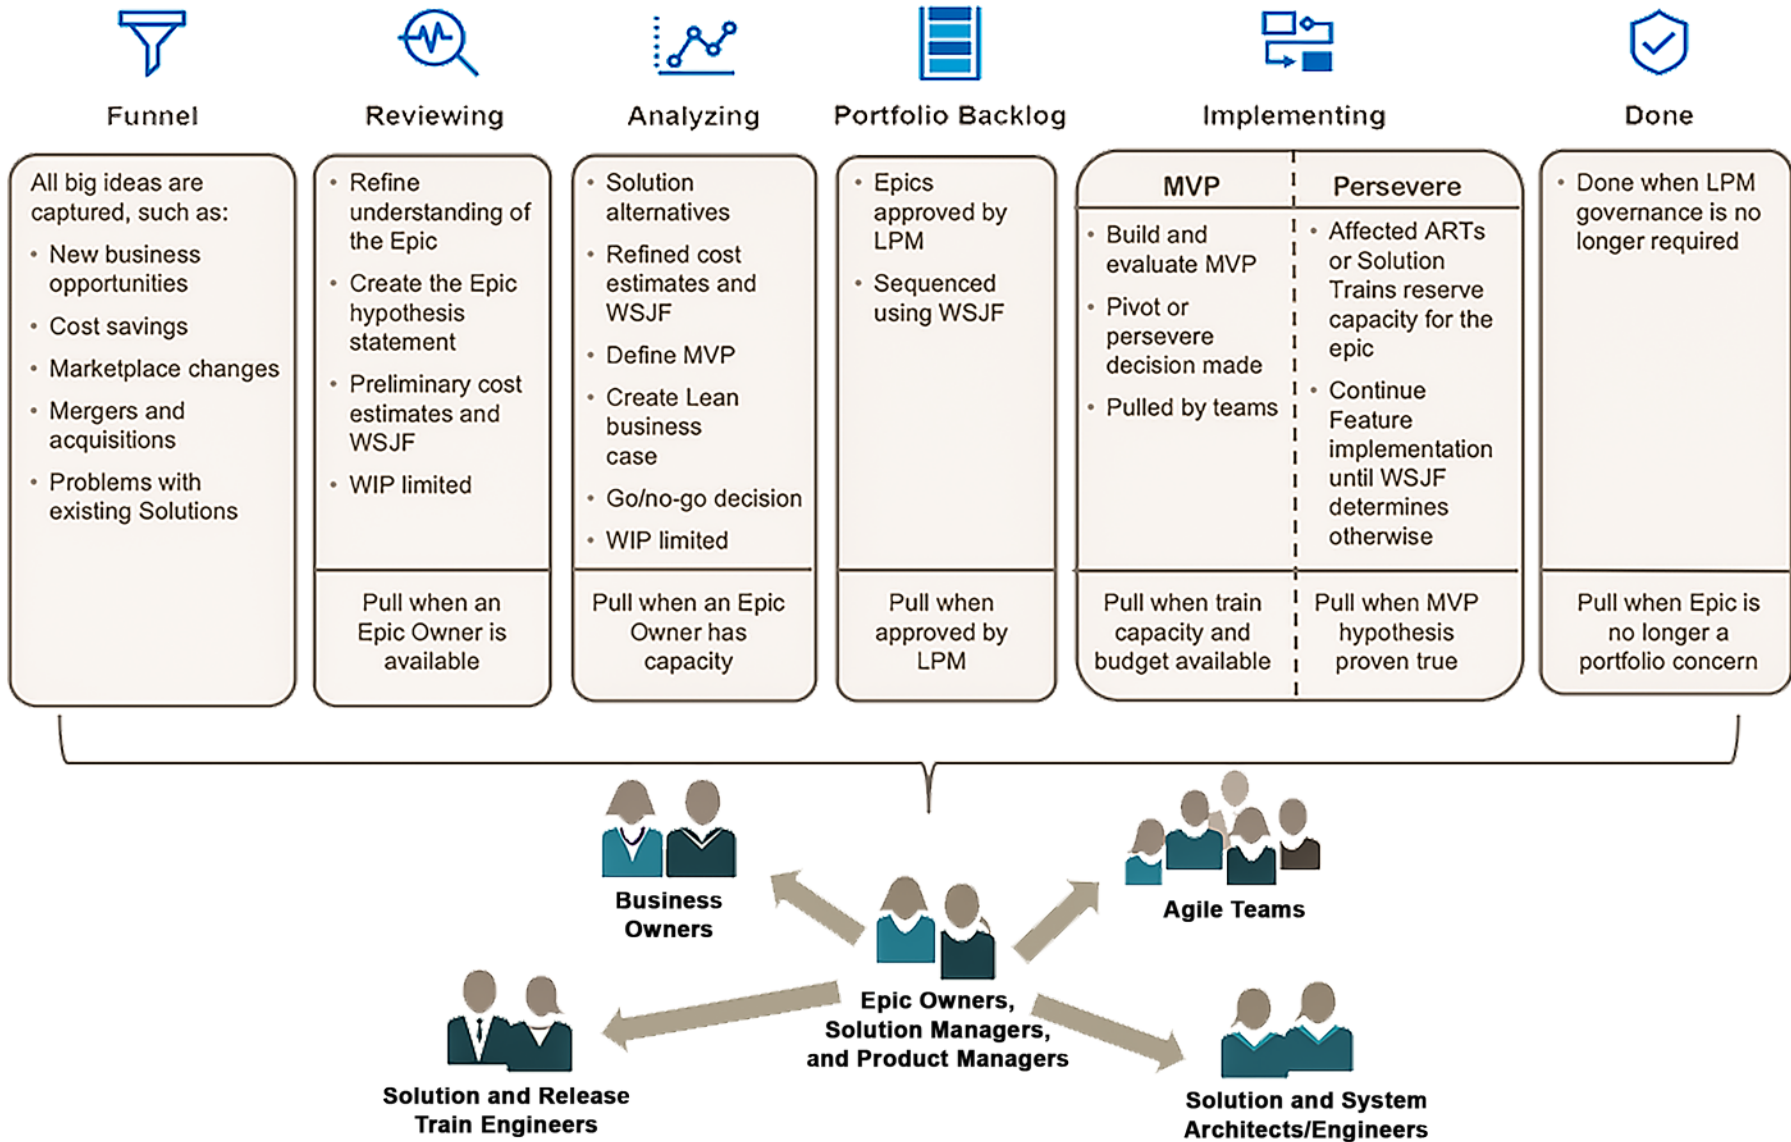 Funnel
Reviewing
Analyzing
Portfolio Backlog
Implementing
Done
All big ideas are
captured, such as:
• New business
opportunities
• Cost savings
• Marketplace changes
• Mergers and
acquisitions
• Problems with
existing Solutions
• Refine
understanding of
the Epic
• Create the Epic
hypothesis
statement
• Preliminary cost
estimates and
WSJF
• WIP limited
Pull when an
Epic Owner is
available
• Solution
alternatives
• Refined cost
estimates and
WSJF
• Define MVP
• Create Lean
business
case
• Go/no-go decision
• WIP limited
Pull when an Epic
Owner has
capacity
• Epics
approved by
LPM
• Sequenced
using WSJF
Pull when
approved by
LPM
MVP
• Build and
evaluate MVP
• Pivot or
persevere
decision made
• Pulled by teams
Pull when train
capacity and
budget available
Persevere
• Affected ARTs
or Solution
Trains reserve
capacity for the
epic
• Continue
Feature
implementation
until WSJF
determines
otherwise
Pull when MVP
hypothesis
proven true
• Done when LPM
governance is no
longer required
Pull when Epic is
no longer a
portfolio concern
Business
Owners
Agile Teams
Epic Owners,
Solution Managers,
and Product Managers
Solution and Release
Train Engineers
Solution and System
Architects/Engineers